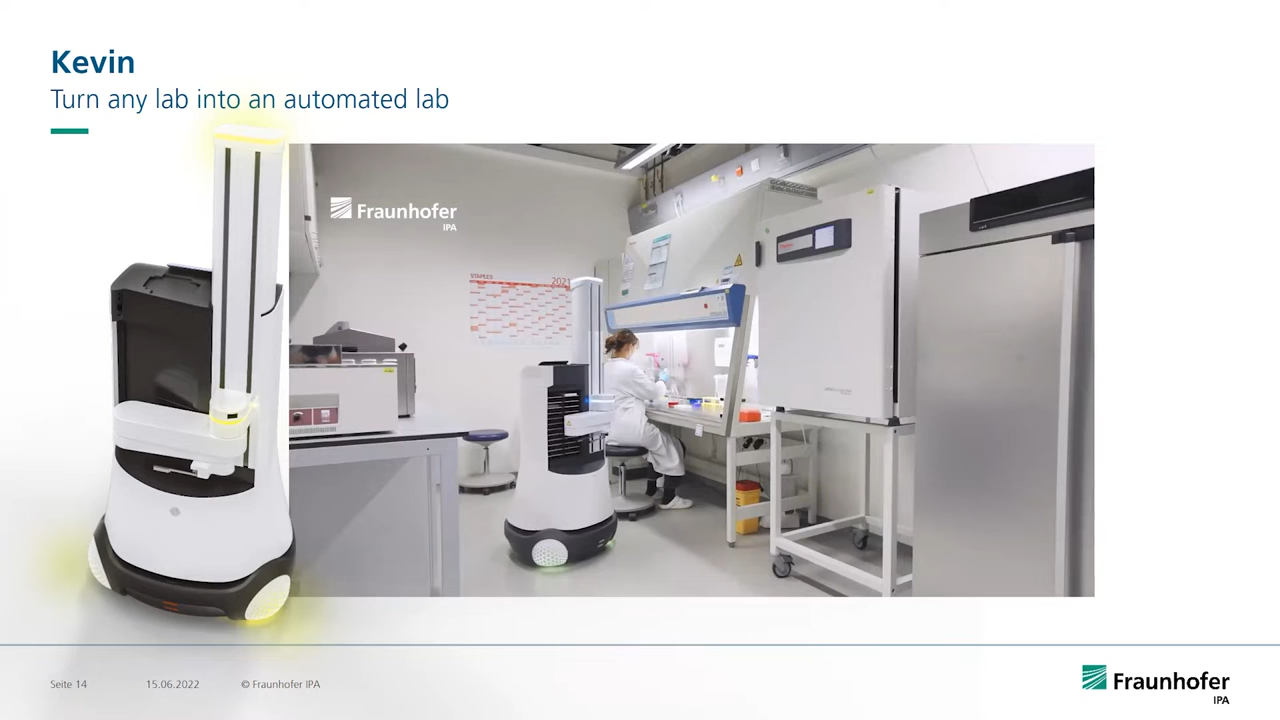 Kevin
Turn any lab into an automated lab
Fraunhofer
IPA
STAPLES
2021
Seite 14
15.06.2022
© Fraunhofer IPA
Fraunhofer
IPA